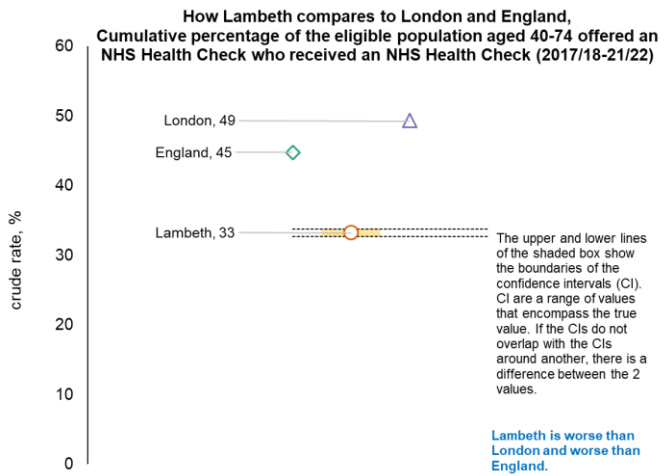 How Lambeth compares to London and England,
Cumulative percentage of the eligible population aged 40-74 offered an
NHS Health Check who received an NHS Health Check (2017/18-21/22)
60
50
London, 49
England, 45
40
Lambeth, 33
30
20
10
0
crude rate, %
The upper and lower lines
of the shaded box show
the boundaries of the
confidence intervals (CI).
CI are a range of values
that encompass the true
value. If the CIs do not
overlap with the CIs
around another, there is a
difference between the 2
values.
Lambeth is worse than
London and worse than
England.